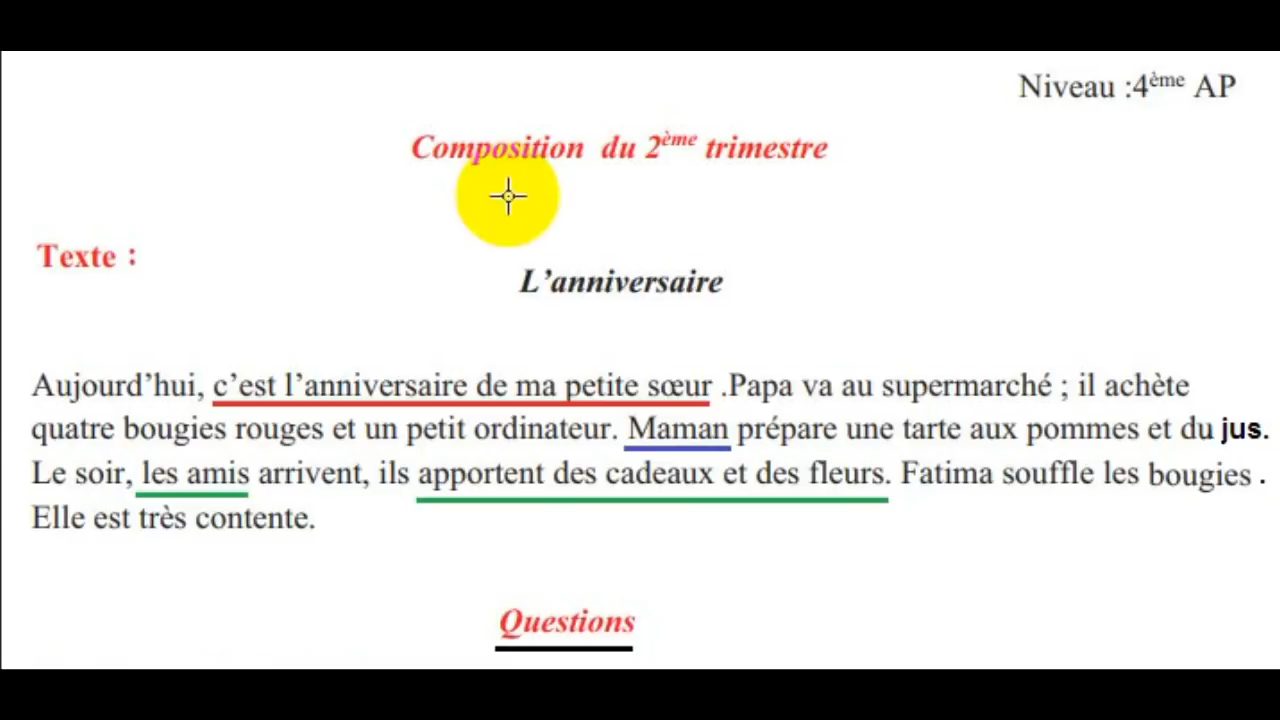 Niveau :4ème AP
Composition du 2ème trimestre
Texte :
L'anniversaire
Aujourd'hui, c'est l'anniversaire de ma petite sœur .Papa va au supermarché ; il achète
quatre bougies rouges et un petit ordinateur. Maman prépare une tarte aux pommes et du jus.
Le soir, les amis arrivent, ils apportent des cadeaux et des fleurs. Fatima souffle les bougies .
Elle est très contente.
Questions